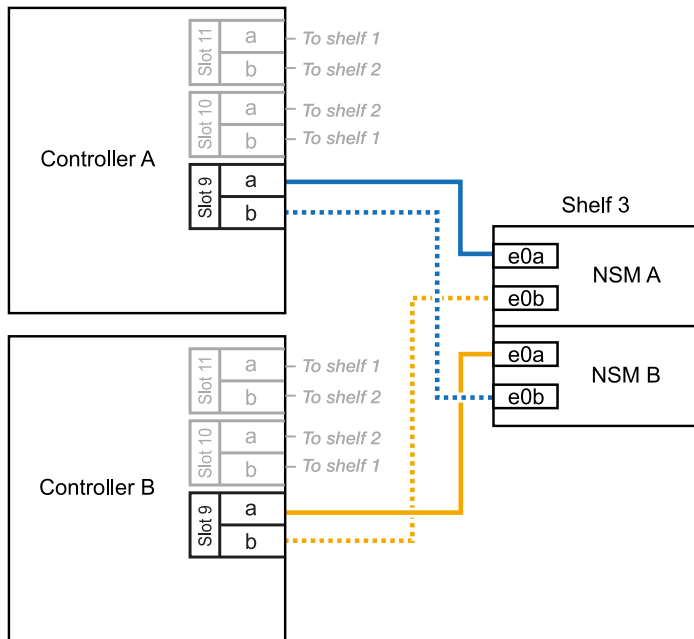 Controller A
Slot 11
a
To shelf 1
b
To shelf 2
Slot 10
a
To shelf 2
b
To shelf 1
Slot 9
a
b
Shelf 3
e0a
NSM A
e0b
e0a
NSM B
e0b
Controller B
Slot 11
a
To shelf 1
b
To shelf 2
Slot 10
a
To shelf 2
b
To shelf 1
Slot 9
a
b